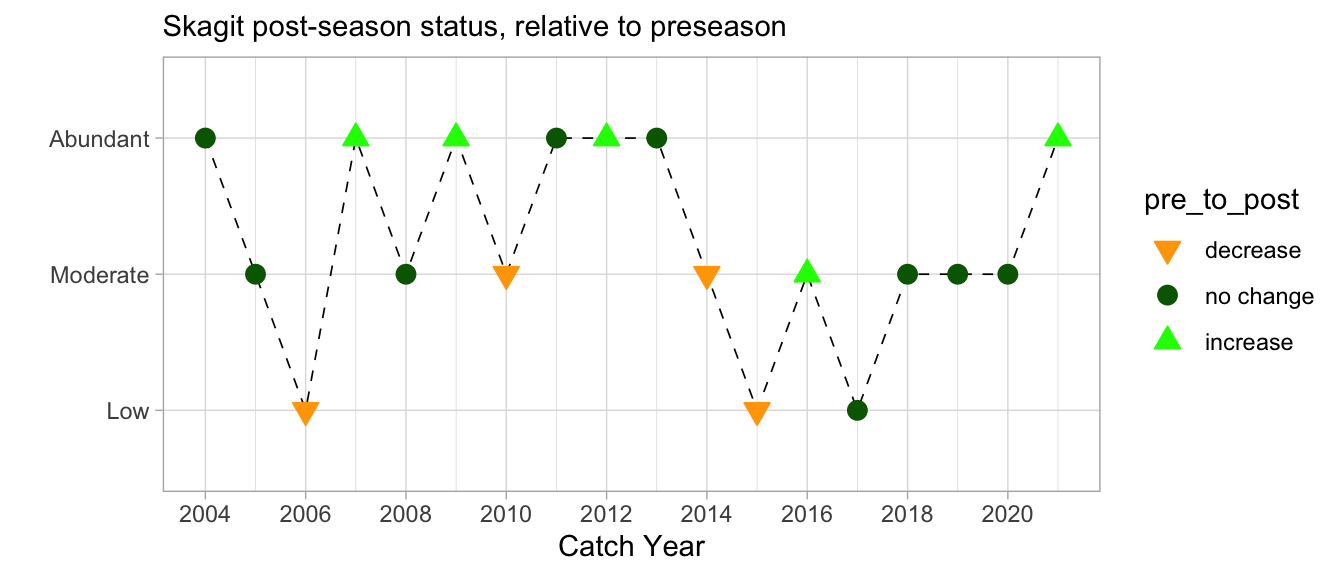 Skagit post-season status, relative to preseason
Abundant
Moderate
Low
2004 2006 2008 2010 2012 2014 2016 2018 2020
Catch Year
pre_to_post
decrease
no change
increase